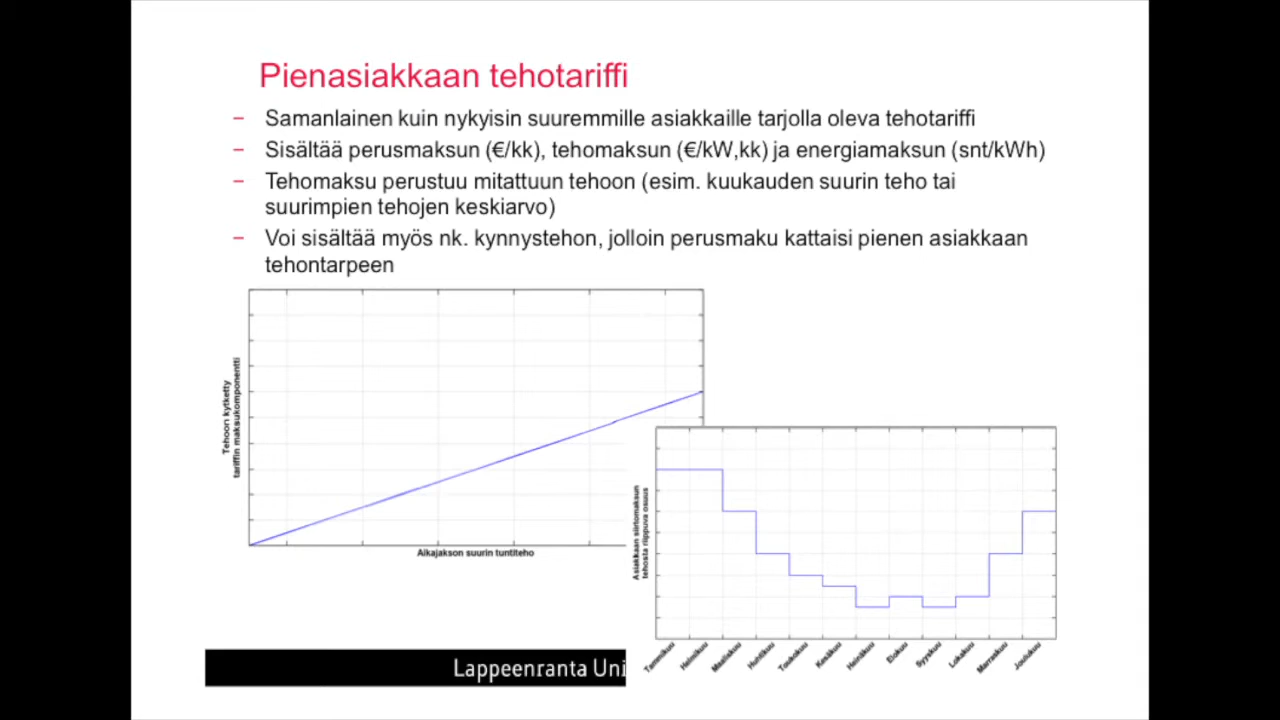 Pienasiakkaan tehotariffi
– Samanlainen kuin nykyisin suuremmille asiakkaille tarjolla oleva tehotariffi
– Sisältää perusmaksun (€/kk), tehomaksun (€/kW,kk) ja energiamaksun (snt/kWh)
– Tehomaksu perustuu mitattuun tehoon (esim. kuukauden suurin teho tai
suurimpien tehojen keskiarvo)
– Voi sisältää myös nk. kynnystehon, jolloin perusmaku kattaisi pienen asiakkaan
tehontarpeen
Tehoon kytketty
tariffin maksukomponentti
Aikajakson suurin tuntiteho
Asiakkaan siirtomaksun
tehosta riippuva osuus
Tammikuu
Helmikuu
Maaliskuu
Huhtikuu
Toukokuu
Kesäkuu
Heinäkuu
Elokuu
Syyskuu
Lokakuu
Marraskuu
Joulukuu
Lappeenranta Uni